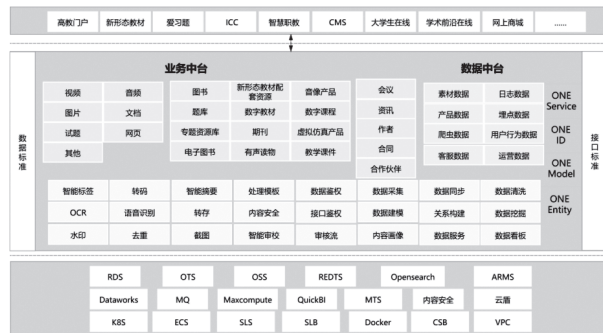 高教门户 新形态教材 爱习题 ICC 智慧职教 CMS 大学生在线 学术前沿在线 网上商城 ......
业务中台 数据中台
数据标准
接口标准
视频 音频 图书 新形态教材配套资源 音像产品 会议 素材数据 日志数据
图片 文档 题库 数字教材 数字课程 资讯 产品数据 埋点数据
试题 网页 专题资源库 期刊 虚拟仿真产品 作者 爬虫数据 用户行为数据
其他 电子图书 有声读物 教学课件 合同 客服数据 运营数据
合作伙伴
ONE Service
ONE ID
ONE Model
ONE Entity
智能标签 转码 智能摘要 处理模板 数据鉴权 数据采集 数据同步 数据清洗
OCR 语音识别 转存 内容安全 接口鉴权 数据建模 关系构建 数据挖掘
水印 去重 截图 智能审校 审核流 内容画像 数据服务 数据看板
RDS OTS OSS REDTS Opensearch ARMS
Dataworks MQ Maxcompute QuickBI MTS 内容安全 云盾
K8S ECS SLS SLB Docker CSB VPC